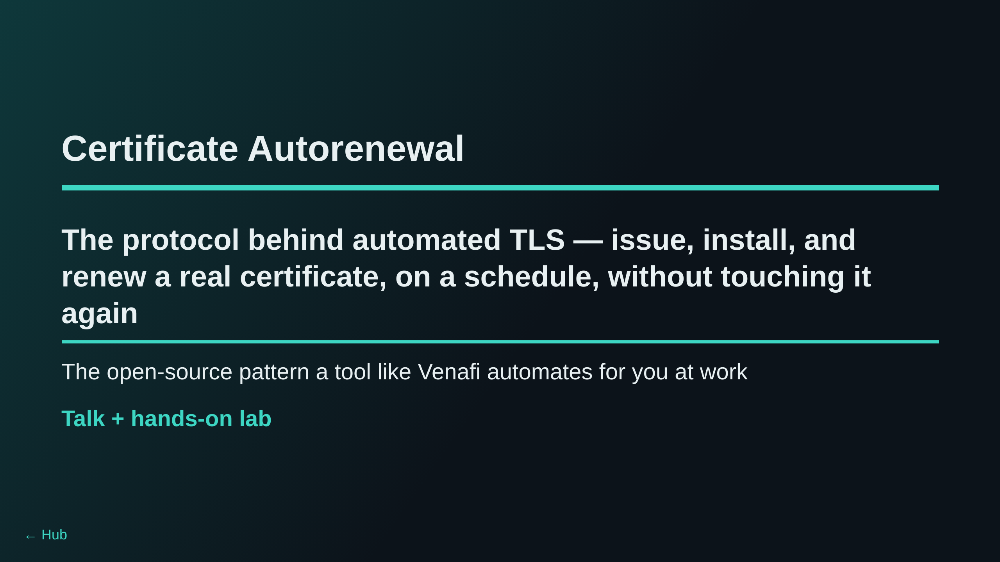 Certificate Autorenewal
The protocol behind automated TLS — issue, install, and
renew a real certificate, on a schedule, without touching it
again
The open-source pattern a tool like Venafi automates for you at work
Talk + hands-on lab
← Hub